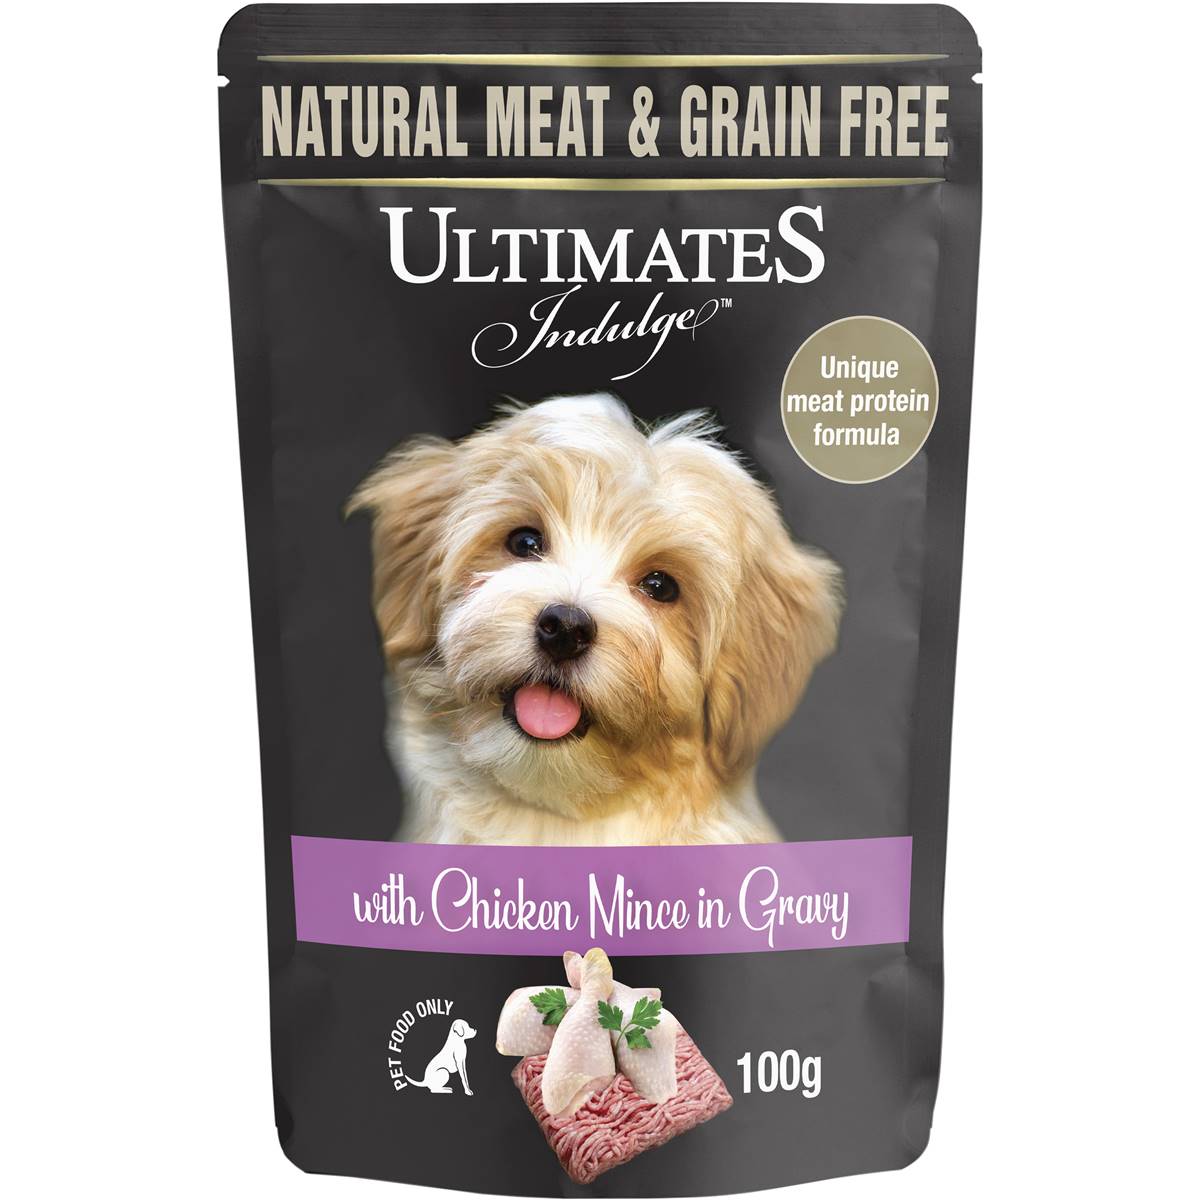 NATURAL MEAT & GRAIN FREE
ULTIMATES
Indulge™
Unique
meat protein
formula
with Chicken Mince in Gravy
PET FOOD ONLY
100g